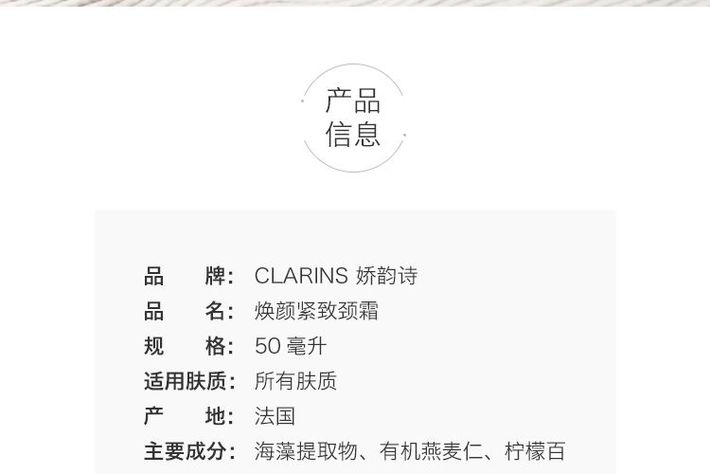 产品
信息
品 牌： CLARINS 娇韵诗
品 名： 焕颜紧致颈霜
规 格： 50 毫升
适用肤质： 所有肤质
产 地： 法国
主要成分： 海藻提取物、有机燕麦仁、柠檬百